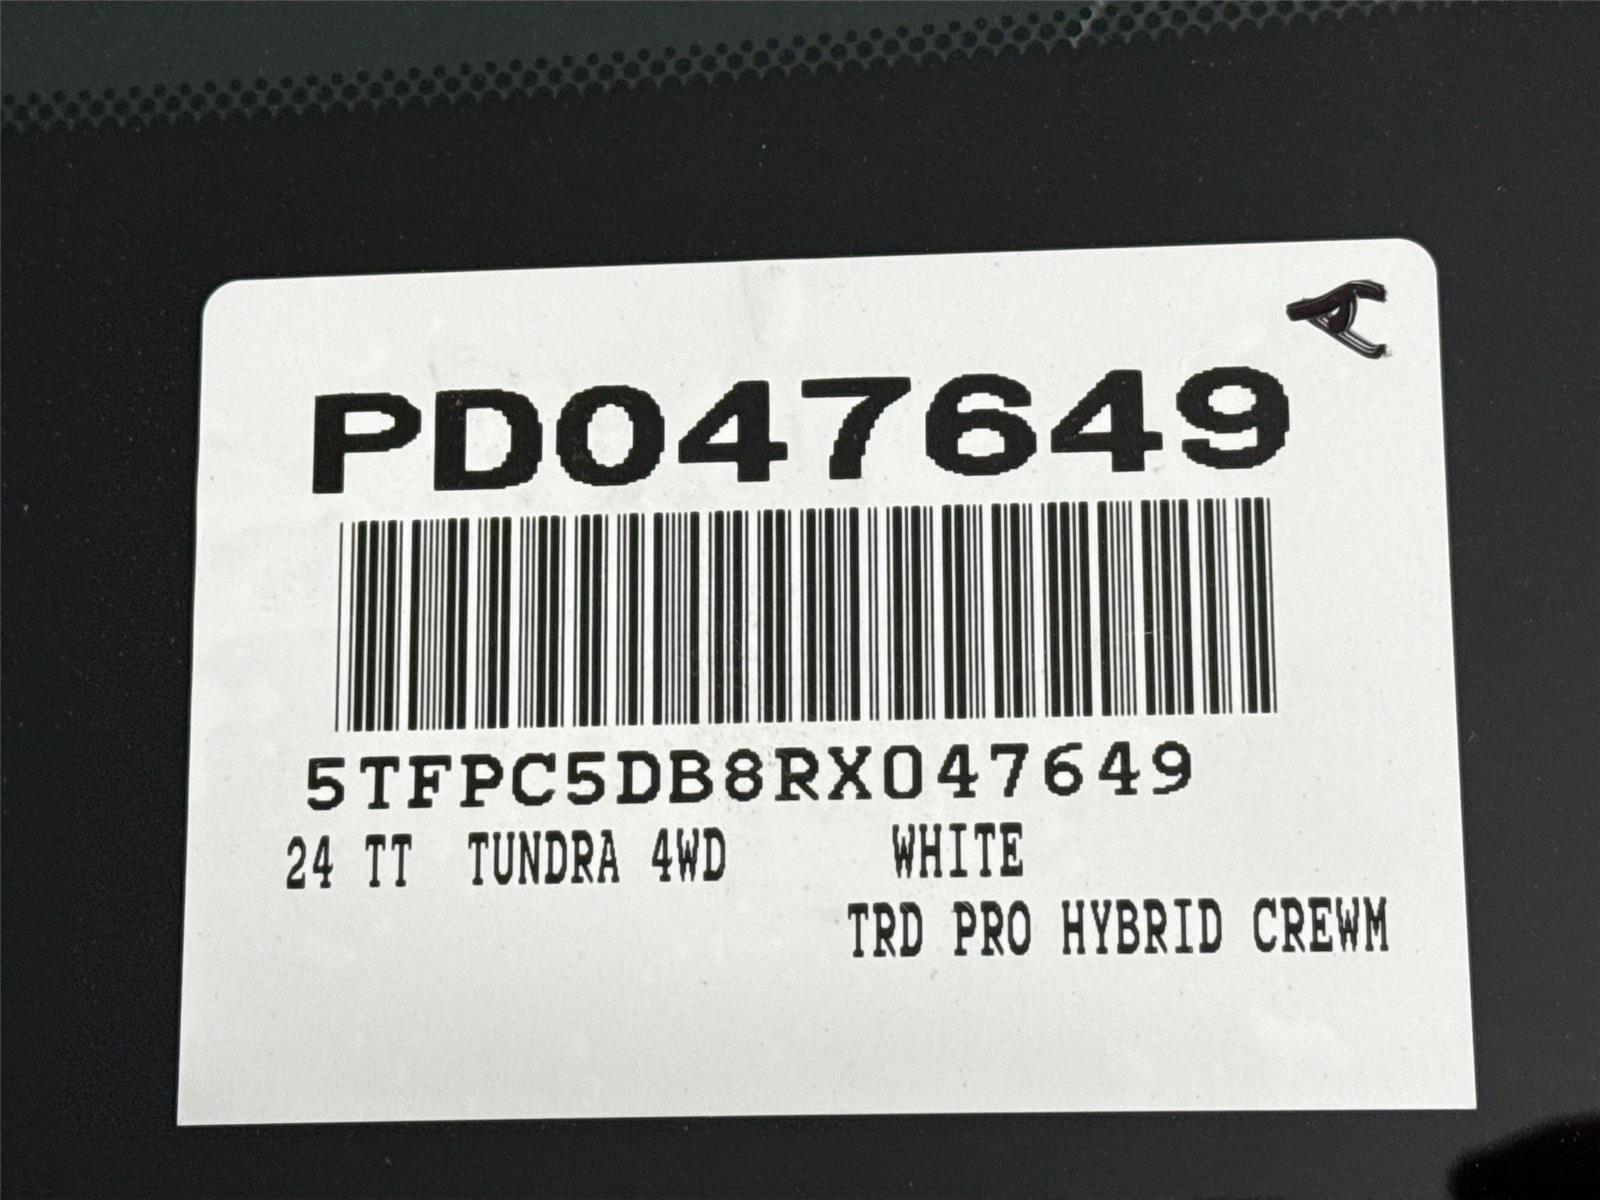 A
PD047649
5TFPC5DB8RX047649
24 TT TUNDRA 4WD WHITE
TRD PRO HYBRID CREWM